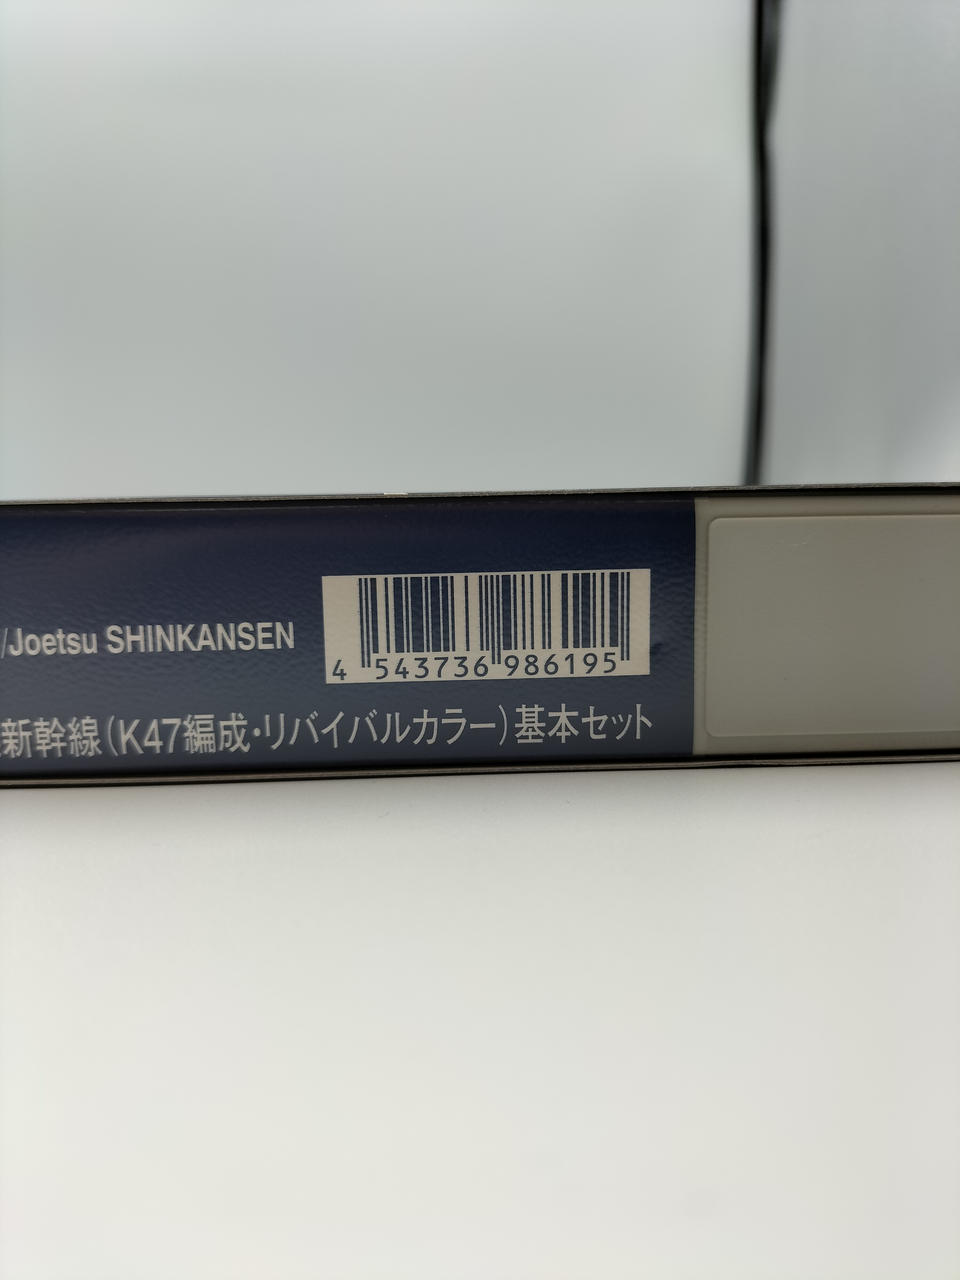 /Joetsu SHINKANSEN
4 543736 986195
新幹線(K47編成・リバイバルカラー)基本セット